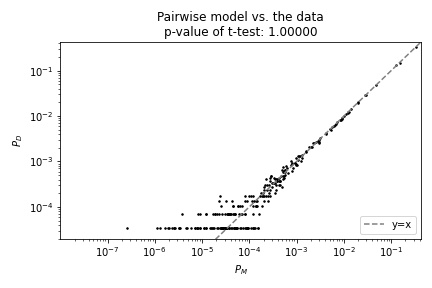 Pairwise model vs. the data
p-value of t-test: 1.00000
P_D
10^{-1}
10^{-2}
10^{-3}
10^{-4}
y=x
10^{-7} 10^{-6} 10^{-5} 10^{-4} 10^{-3} 10^{-2} 10^{-1}
P_M